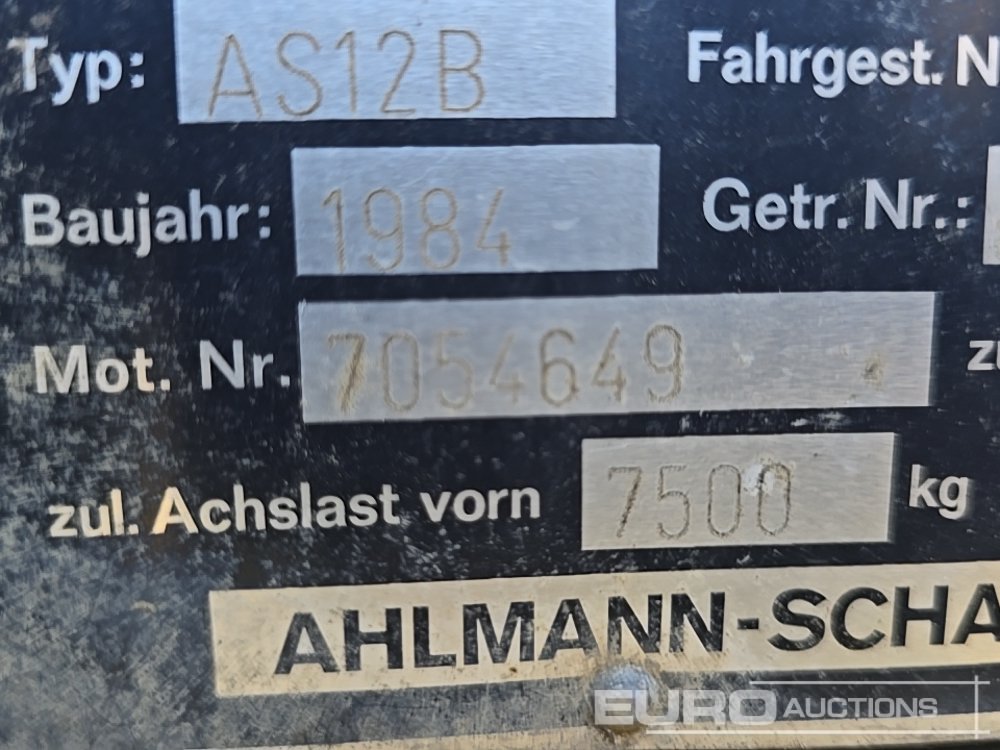 Typ: AS12B Fahrgest. N
Baujahr: 1984 Getr. Nr.:
Mot. Nr. 7054649 zu
zul. Achslast vorn 7500 kg
AHLMANN-SCHA
EURO AUCTIONS